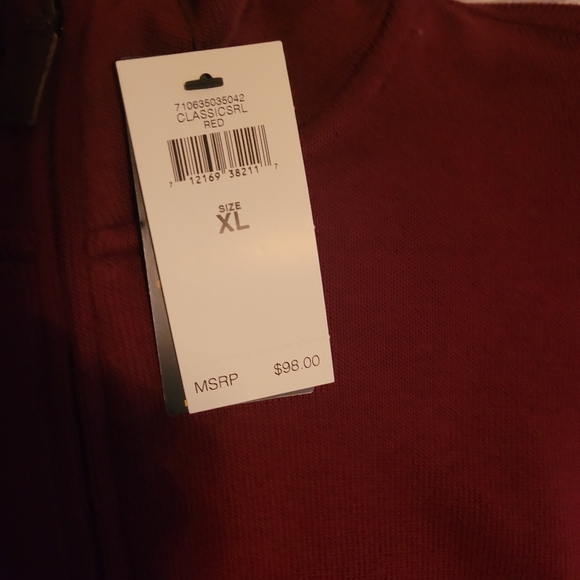 710635035042
CLASSICSRL
RED
7 12169 38211 7
SIZE
XL
MSRP $98.00